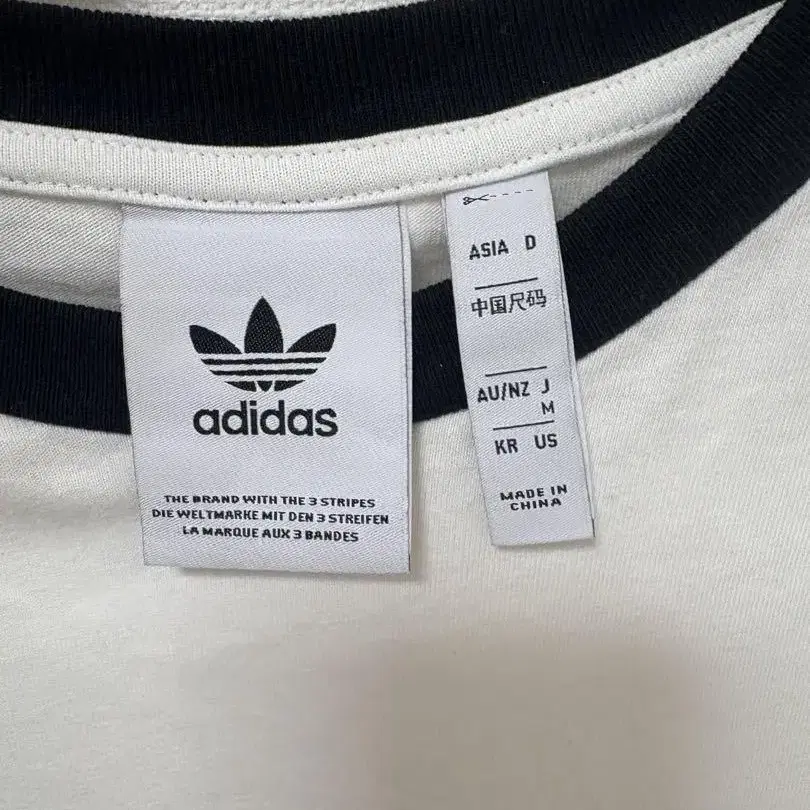 adidas
THE BRAND WITH THE 3 STRIPES
DIE WELTMARKE MIT DEN 3 STREIFEN
LA MARQUE AUX 3 BANDES
ASIA D
中国尺码
AU/NZ J
M
KR US
MADE IN
CHINA